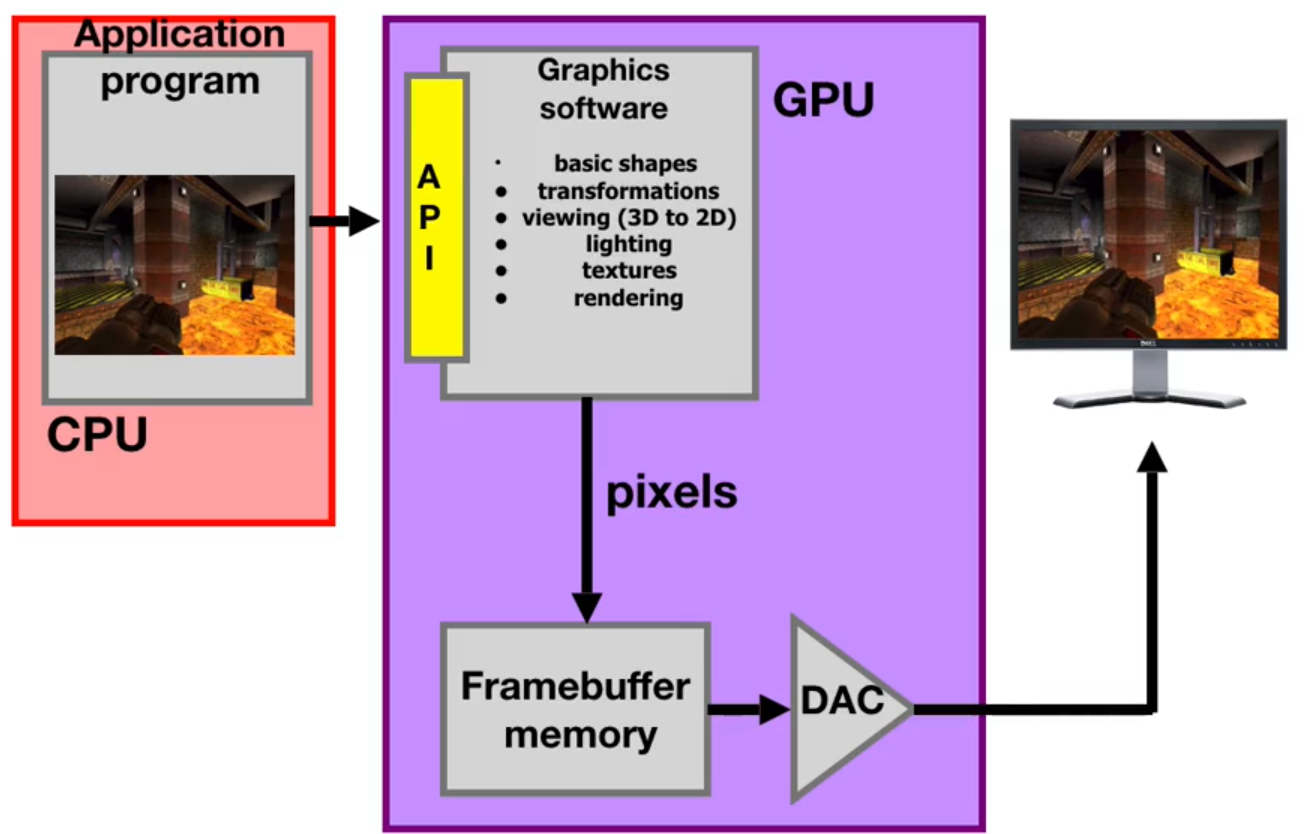 Application
program
CPU
A
P
I
Graphics
software
· basic shapes
● transformations
● viewing (3D to 2D)
● lighting
● textures
● rendering
GPU
pixels
Framebuffer
memory
DAC
DELL